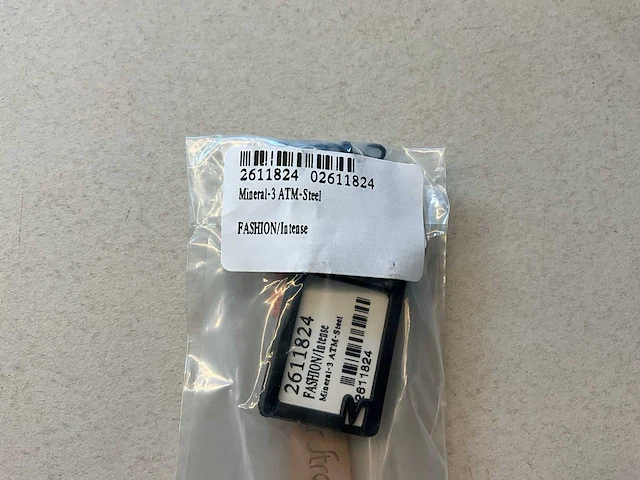 2611824 02611824
Mineral-3 ATM-Steel
FASHION/Intense
2611824
FASHION/Intense
Mineral-3 ATM-Steel
2611824